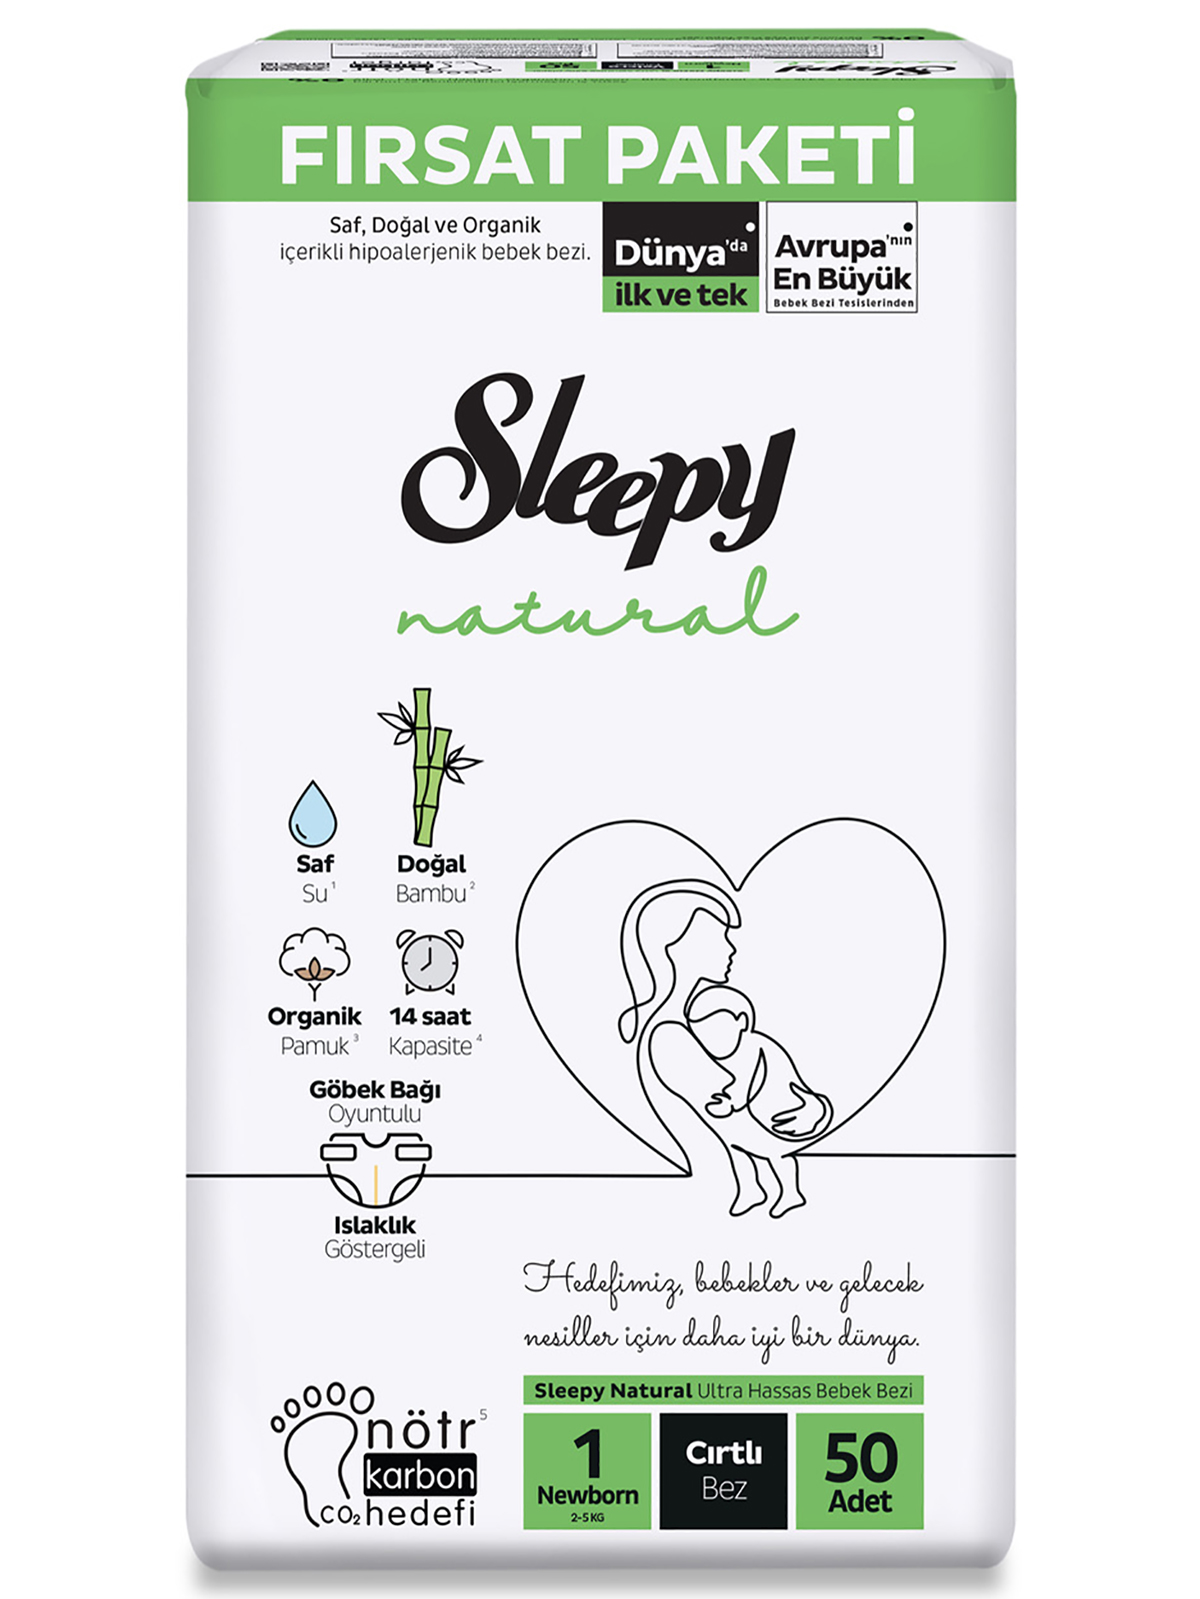 FIRSAT PAKETİ
Saf, Doğal ve Organik
içerikli hipoalerjenik bebek bezi.
Dünya'da
ilk ve tek
Avrupa'nın
En Büyük
Bebek Bezi Tesislerinden
Sleepy
natural
Saf
Su¹
Doğal
Bambu²
Organik
Pamuk³
14 saat
Kapasite⁴
Göbek Bağı
Oyuntulu
Islaklık
Göstergeli
Hedefimiz, bebekler ve gelecek
nesiller için daha iyi bir dünya.
Sleepy Natural Ultra Hassas Bebek Bezi
nötr⁵
karbon
CO₂ hedefi
1
Newborn
2-5 KG
Cırtlı
Bez
50
Adet